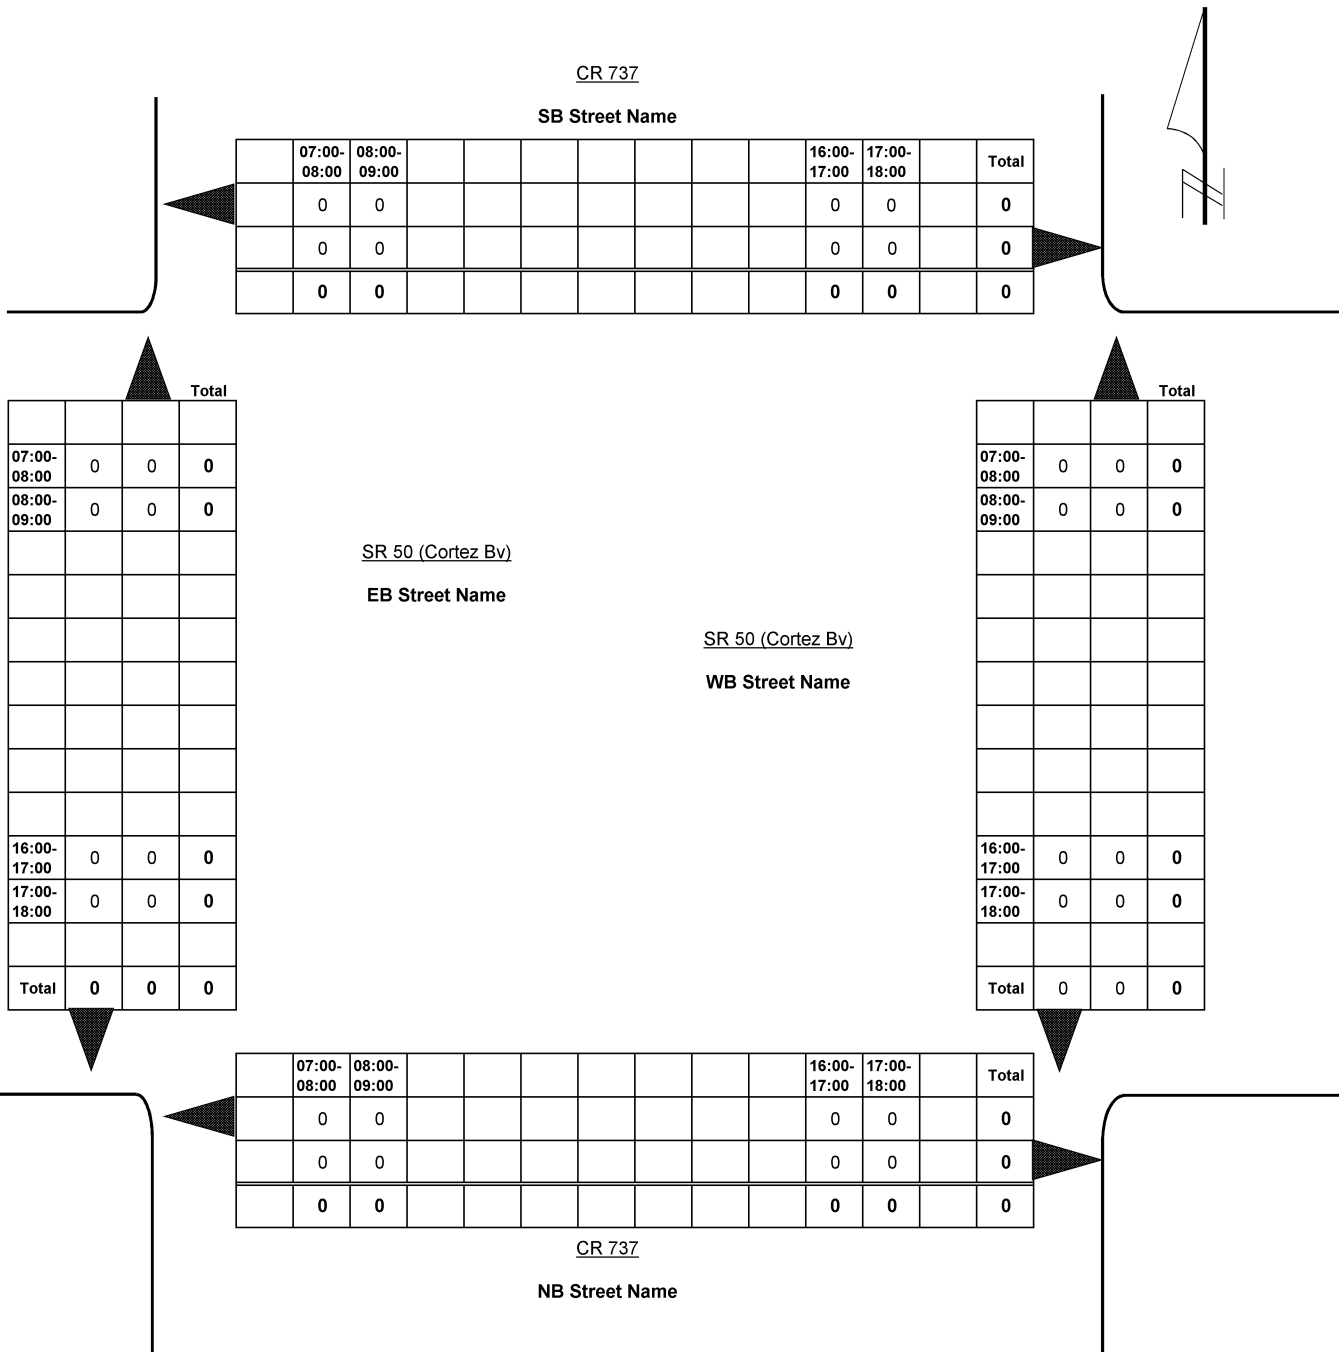 CR 737
SB Street Name
07:00-08:00 08:00-09:00 16:00-17:00 17:00-18:00 Total
0 0 0 0 0
0 0 0 0 0
0 0 0 0 0
Total
07:00-08:00 0 0 0
08:00-09:00 0 0 0
16:00-17:00 0 0 0
17:00-18:00 0 0 0
Total 0 0 0
SR 50 (Cortez Bv)
EB Street Name
SR 50 (Cortez Bv)
WB Street Name
Total
07:00-08:00 0 0 0
08:00-09:00 0 0 0
16:00-17:00 0 0 0
17:00-18:00 0 0 0
Total 0 0 0
07:00-08:00 08:00-09:00 16:00-17:00 17:00-18:00 Total
0 0 0 0 0
0 0 0 0 0
0 0 0 0 0
CR 737
NB Street Name